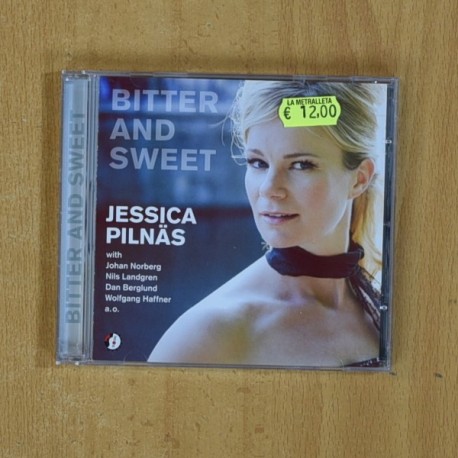 BITTER AND SWEET
BITTER
AND
SWEET
LA METRALLETA
€ 12,00
JESSICA
PILNÄS
with
Johan Norberg
Nils Landgren
Dan Berglund
Wolfgang Haffner
a.o.